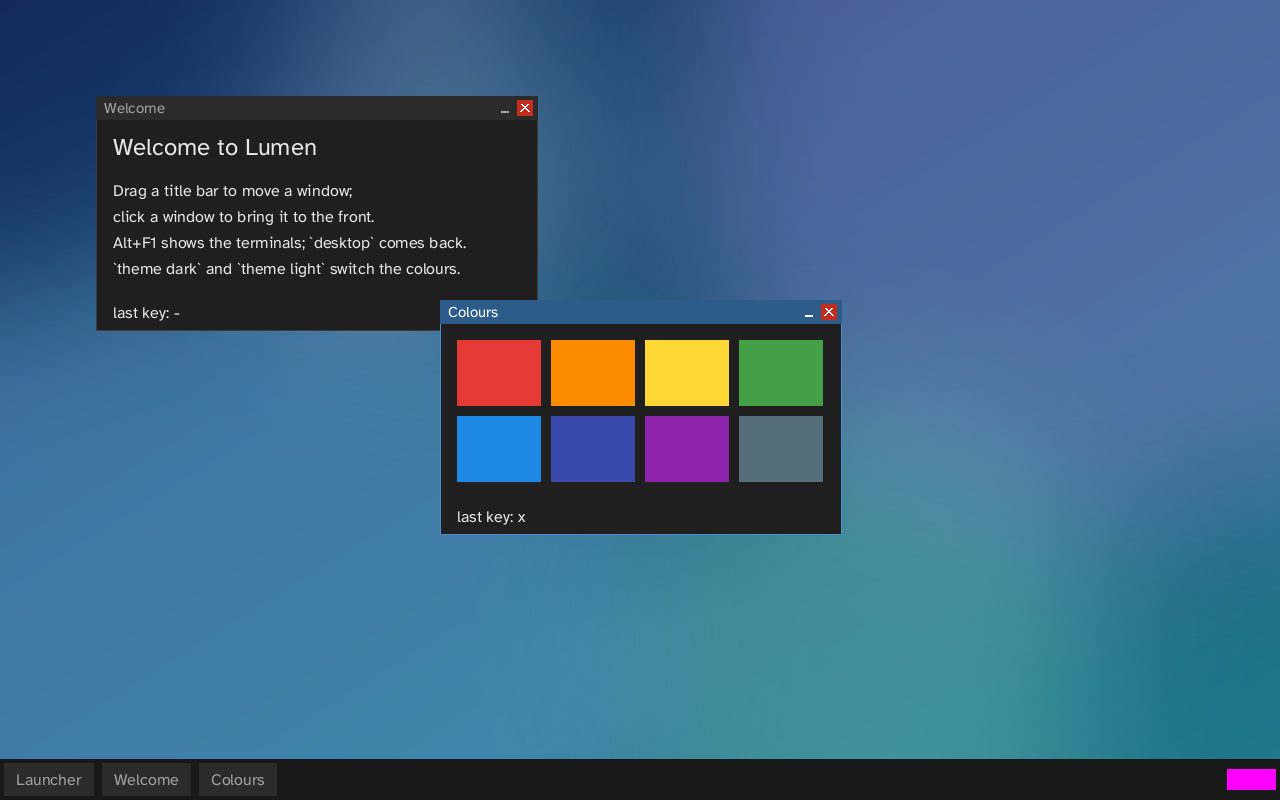 Welcome
Welcome to Lumen
Drag a title bar to move a window;
click a window to bring it to the front.
Alt+F1 shows the terminals; `desktop` comes back.
`theme dark` and `theme light` switch the colours.
last key: -
Colours
last key: x
Launcher
Welcome
Colours